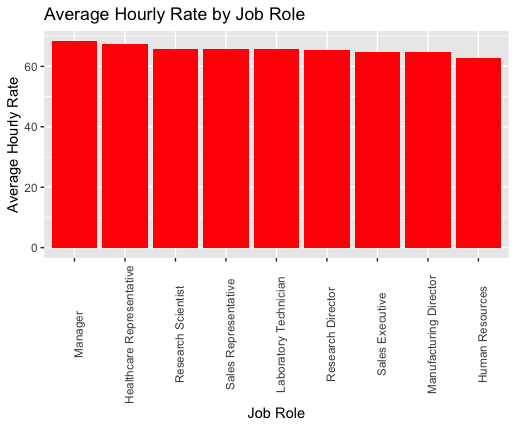 Average Hourly Rate by Job Role
Average Hourly Rate
60
40
20
0
Manager
Healthcare Representative
Research Scientist
Sales Representative
Laboratory Technician
Research Director
Sales Executive
Manufacturing Director
Human Resources
Job Role